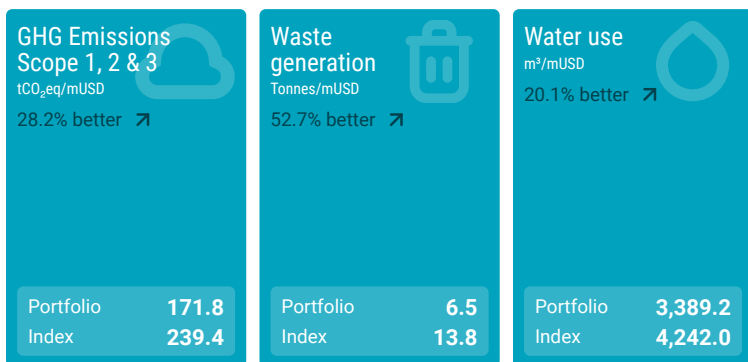 GHG Emissions
Scope 1, 2 & 3
tCO₂eq/mUSD
28.2% better
Portfolio 171.8
Index 239.4
Waste
generation
Tonnes/mUSD
52.7% better
Portfolio 6.5
Index 13.8
Water use
m³/mUSD
20.1% better
Portfolio 3,389.2
Index 4,242.0